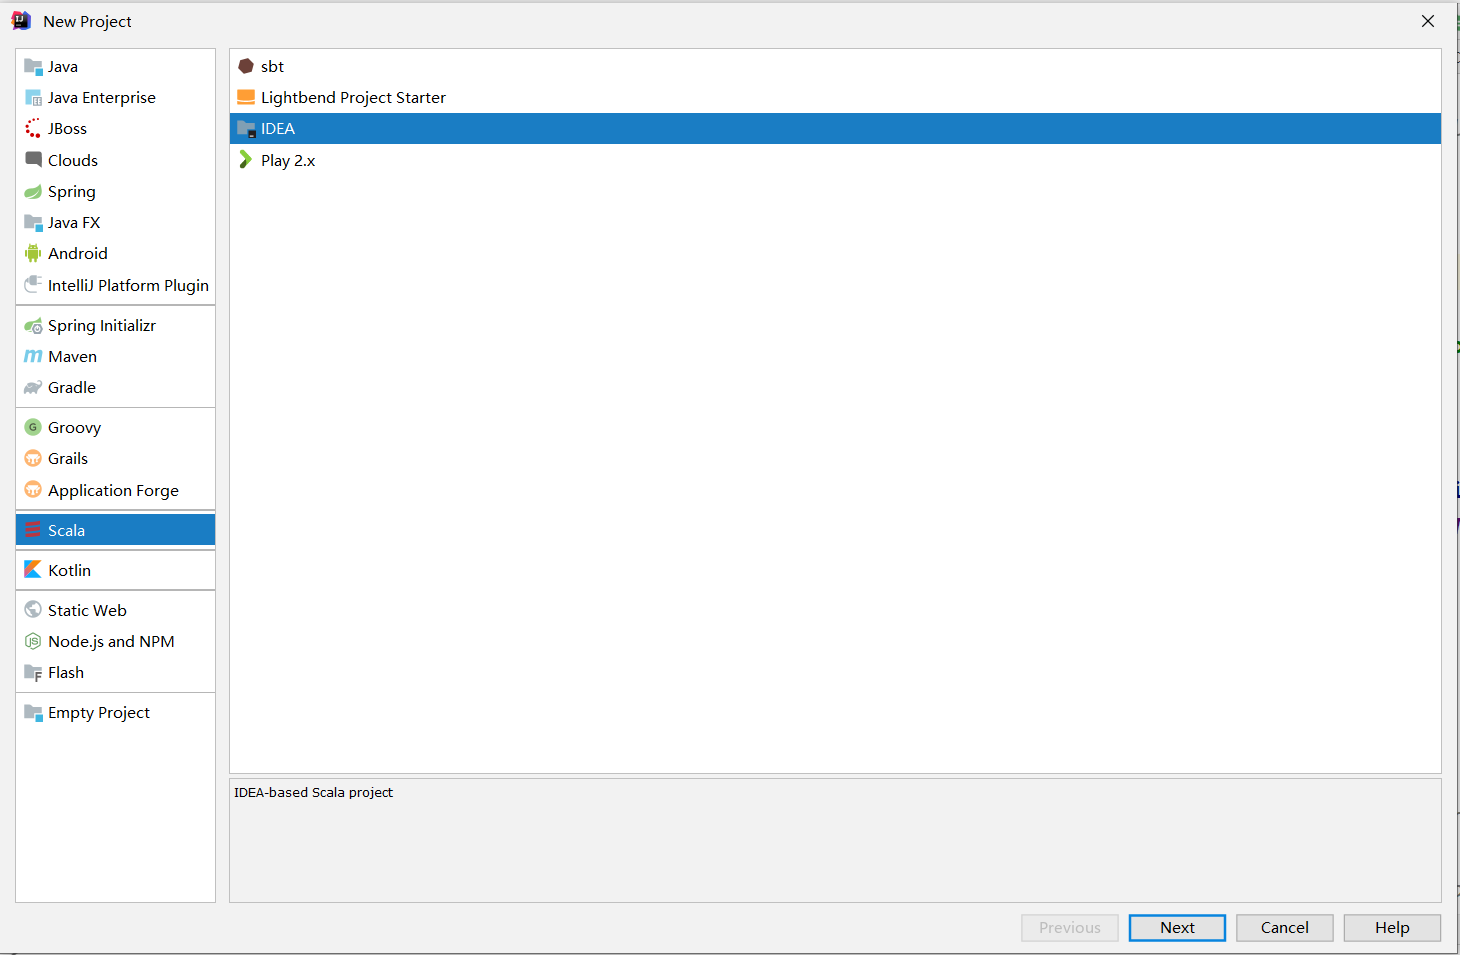 New Project
Java
Java Enterprise
JBoss
Clouds
Spring
Java FX
Android
IntelliJ Platform Plugin
Spring Initializr
Maven
Gradle
Groovy
Grails
Application Forge
Scala
Kotlin
Static Web
Node.js and NPM
Flash
Empty Project
sbt
Lightbend Project Starter
IDEA
Play 2.x
IDEA-based Scala project
Previous
Next
Cancel
Help